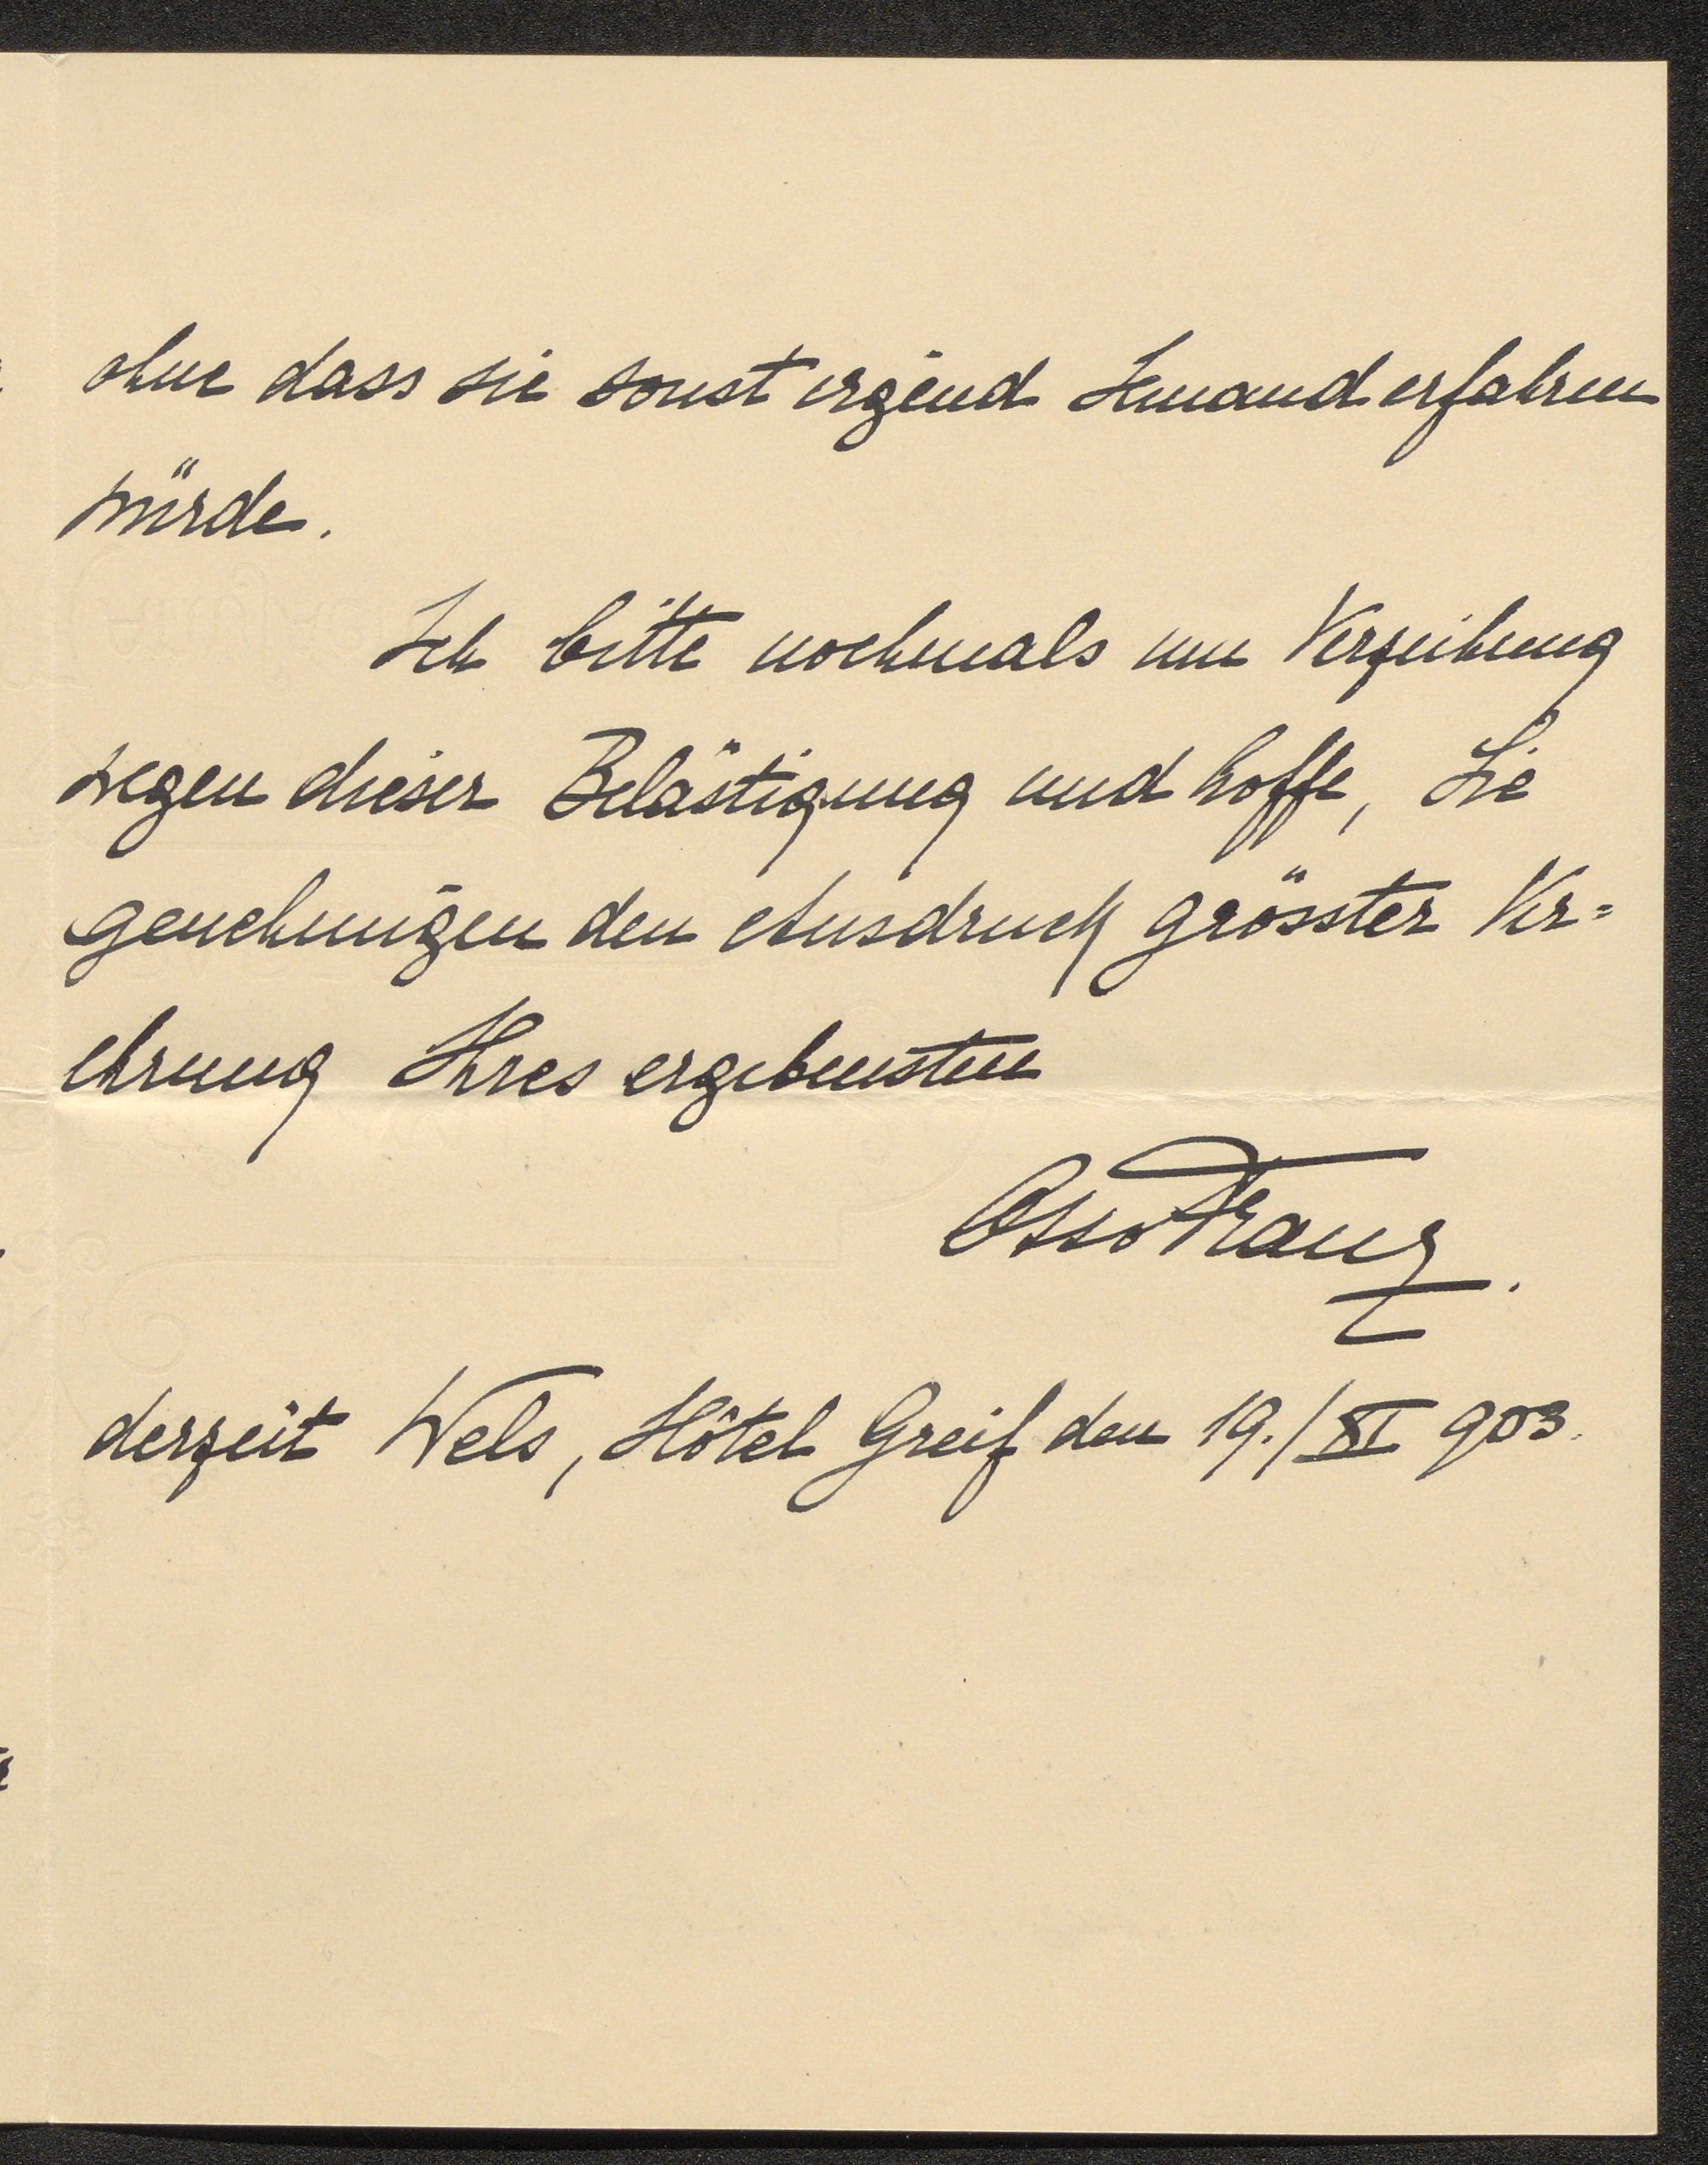 ohne dass sie sonst irgend Jemand erfahren
würde.
Ich bitte nochmals um Verzeihung
wegen dieser Belästigung und hoffe, Sie
genehmigen den Ausdruck grösster Ver=
ehrung Ihres ergebensten
Otto Franz.
derzeit Wels, Hôtel Greif den 19./XI 903.